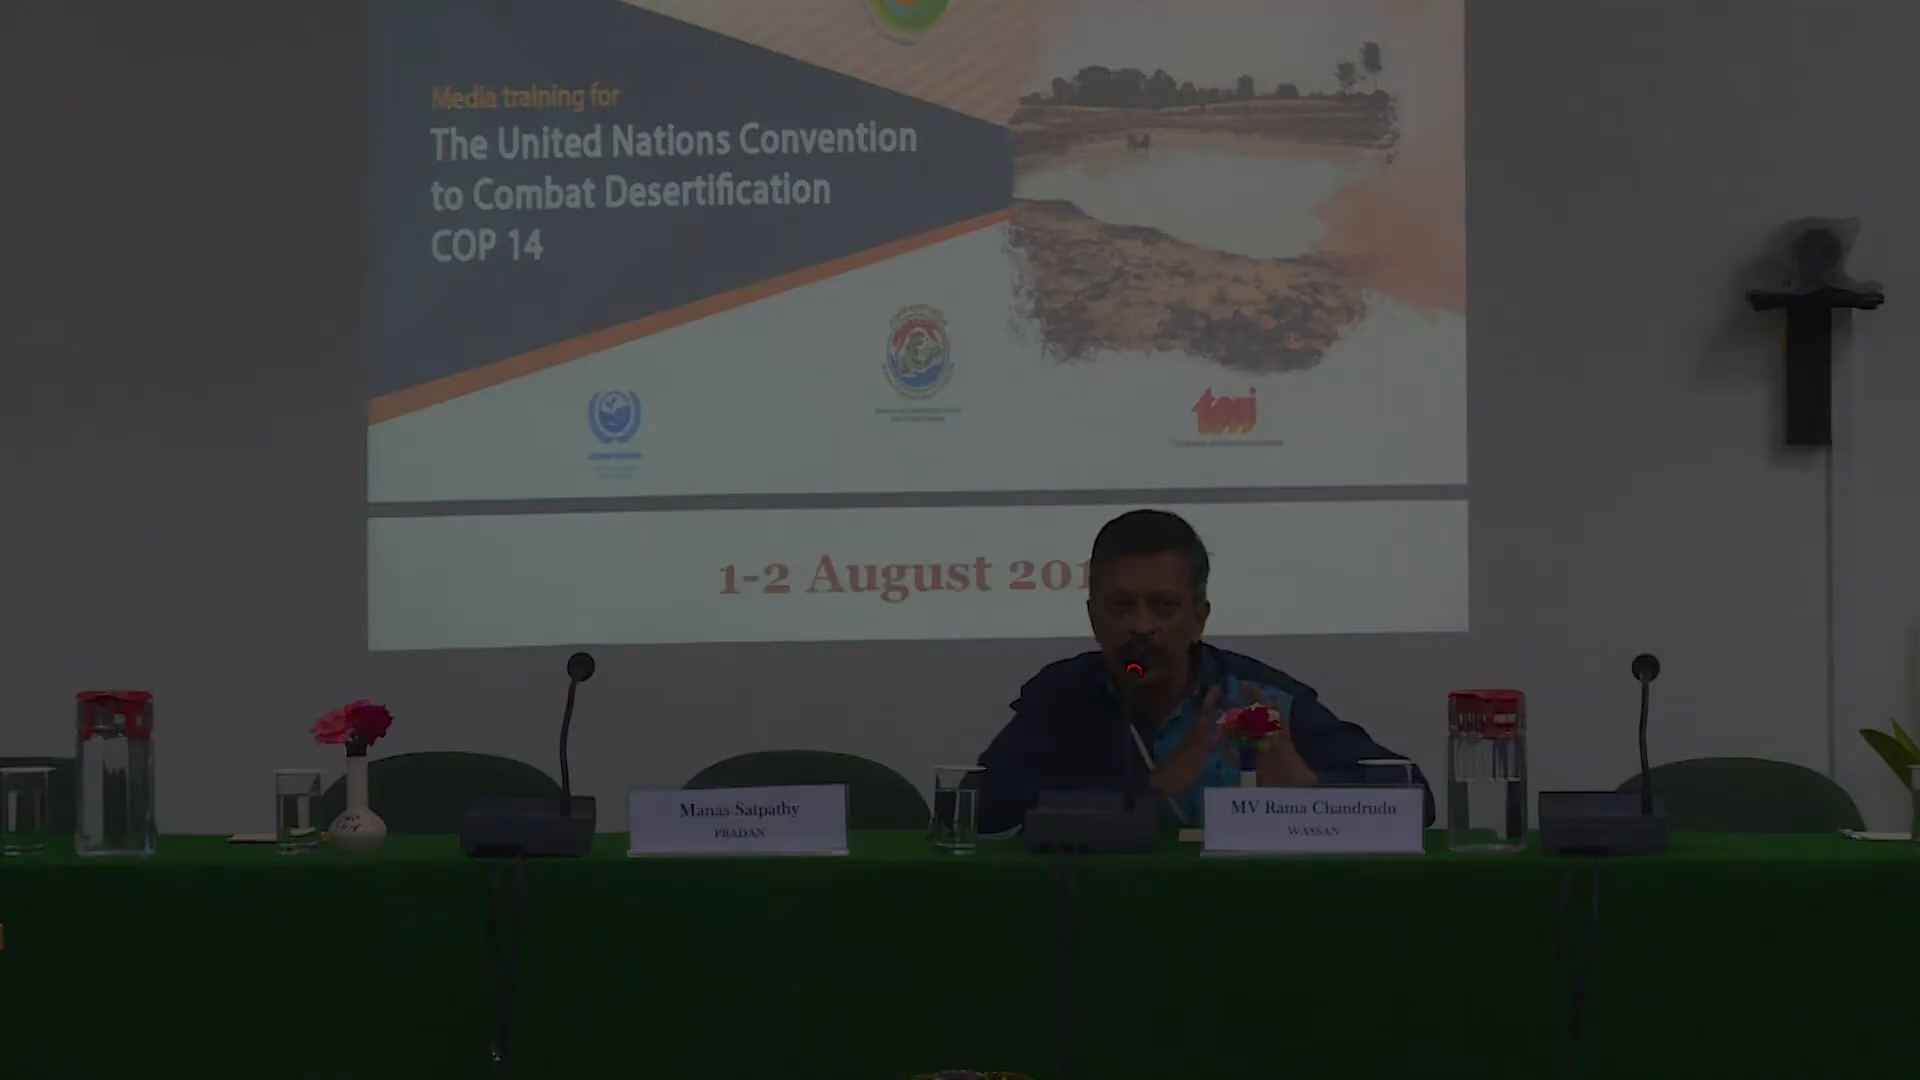 Media training for
The United Nations Convention
to Combat Desertification
COP 14
teri
1-2 August 201
Manas Satpathy
PRADAN
MV Rama Chandrudu
WASSAN